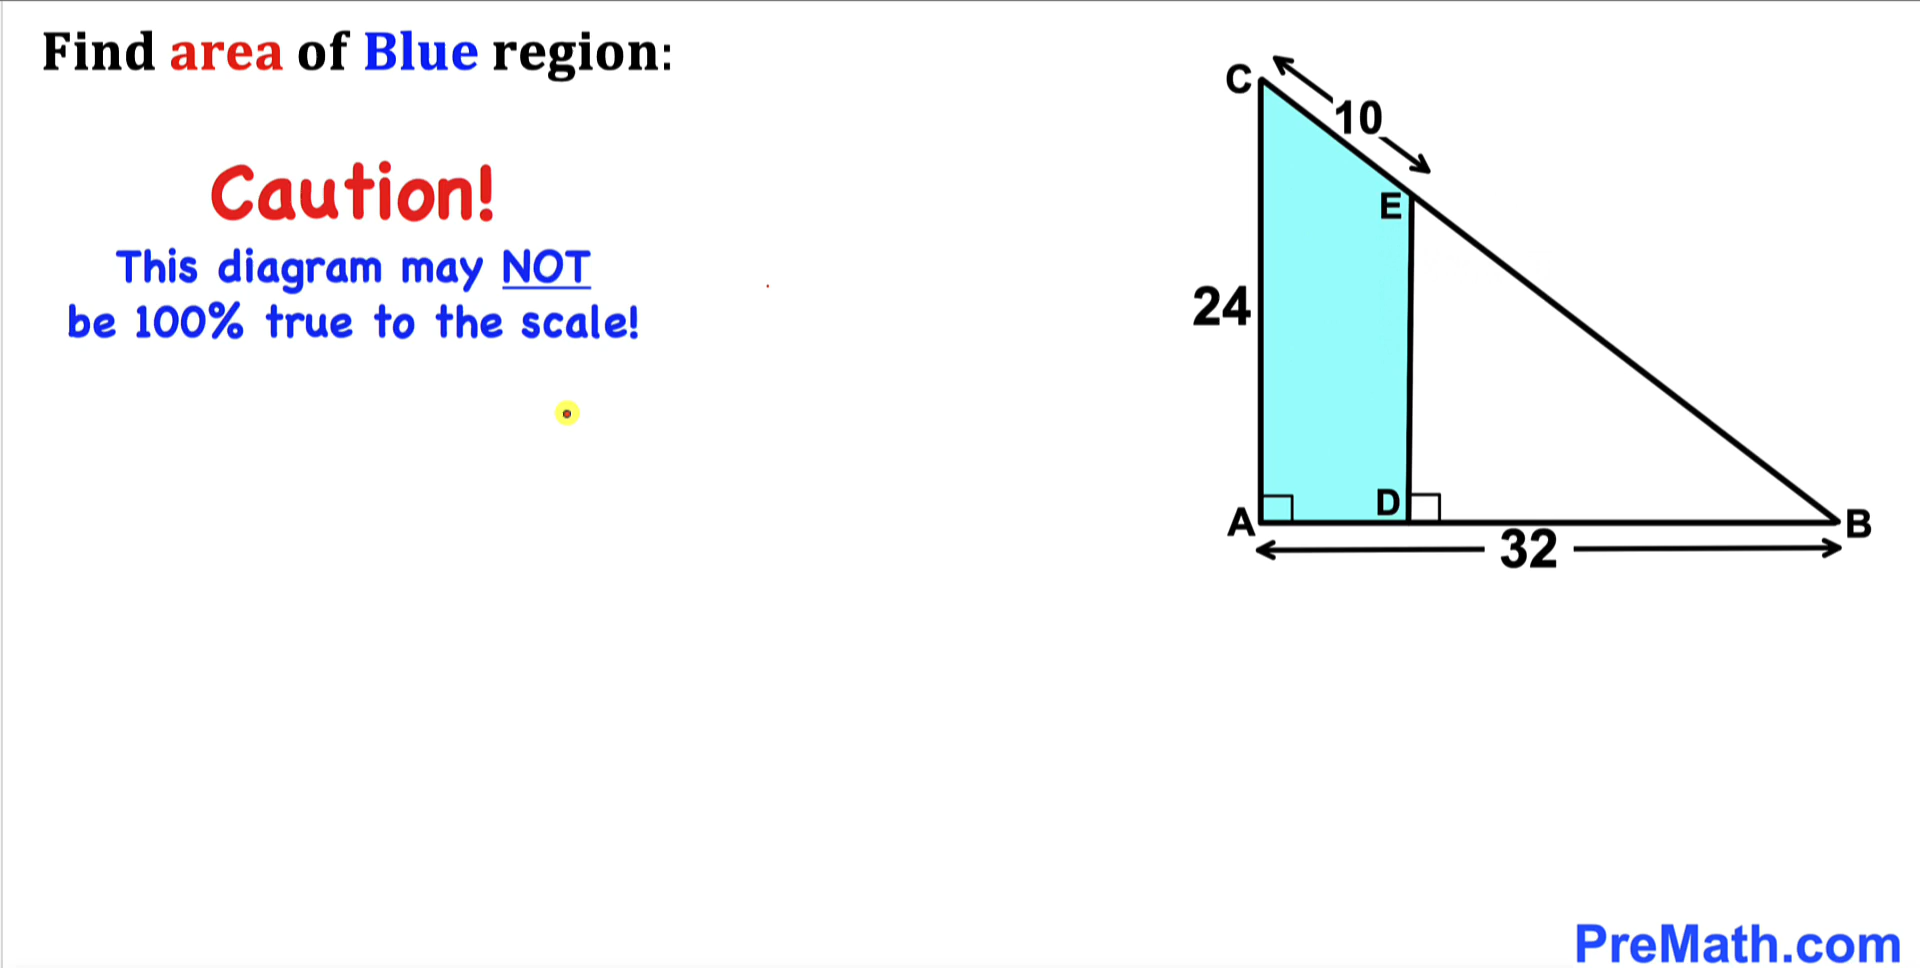 Find area of Blue region:
Caution!
This diagram may NOT
be 100% true to the scale!
C
10
E
24
D
A
B
32
PreMath.com